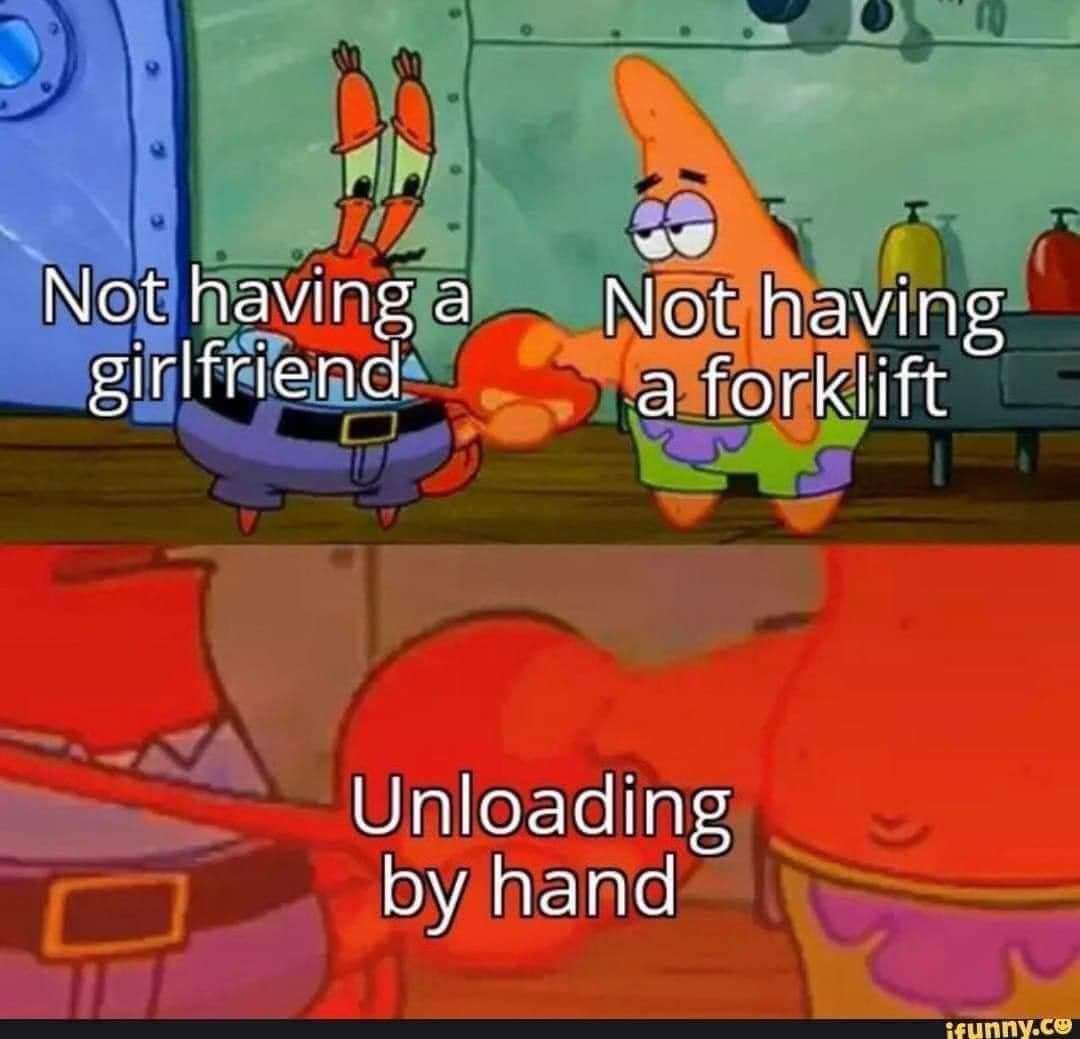 Not having a
girlfriend
Not having
a forklift
Unloading
by hand
ifunny.co